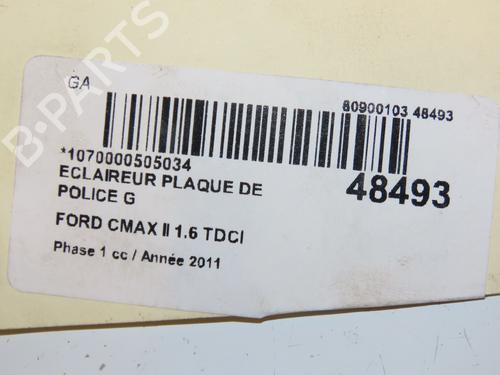 GA
80900103 48493
*1070000505034
ECLAIREUR PLAQUE DE
POLICE G
48493
FORD CMAX II 1.6 TDCI
Phase 1 cc / Année 2011
B-PARTS